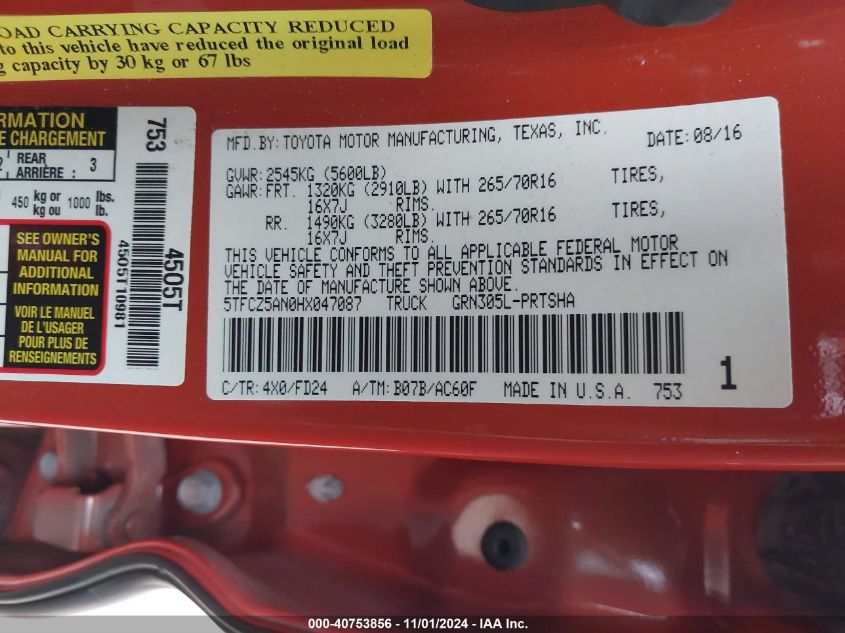 OAD CARRYING CAPACITY REDUCED
to this vehicle have reduced the original load
g capacity by 30 kg or 67 lbs
RMATION
E CHARGEMENT
2 REAR
ARRIÈRE : 3
450 kg or kg ou 1000 lbs. lb.
SEE OWNER'S
MANUAL FOR
ADDITIONAL
INFORMATION
VOIR LE MANUEL
DE L'USAGER
POUR PLUS DE
RENSEIGNEMENTS
753
4505T10981
4505T
MFD.BY:TOYOTA MOTOR MANUFACTURING, TEXAS, INC. DATE:08/16
GVWR:2545KG (5600LB)
GAWR:FRT. 1320KG (2910LB) WITH 265/70R16 TIRES,
16X7J RIMS.
RR. 1490KG (3280LB) WITH 265/70R16 TIRES,
16X7J RIMS.
THIS VEHICLE CONFORMS TO ALL APPLICABLE FEDERAL MOTOR
VEHICLE SAFETY AND THEFT PREVENTION STANDARDS IN EFFECT ON
THE DATE OF MANUFACTURE SHOWN ABOVE.
5TFCZ5AN0HX047087 TRUCK GRN305L-PRTSHA
C/TR:4X0/FD24 A/TM:B07B/AC60F MADE IN U.S.A. 753 1
000-40753856 - 11/01/2024 - IAA Inc.